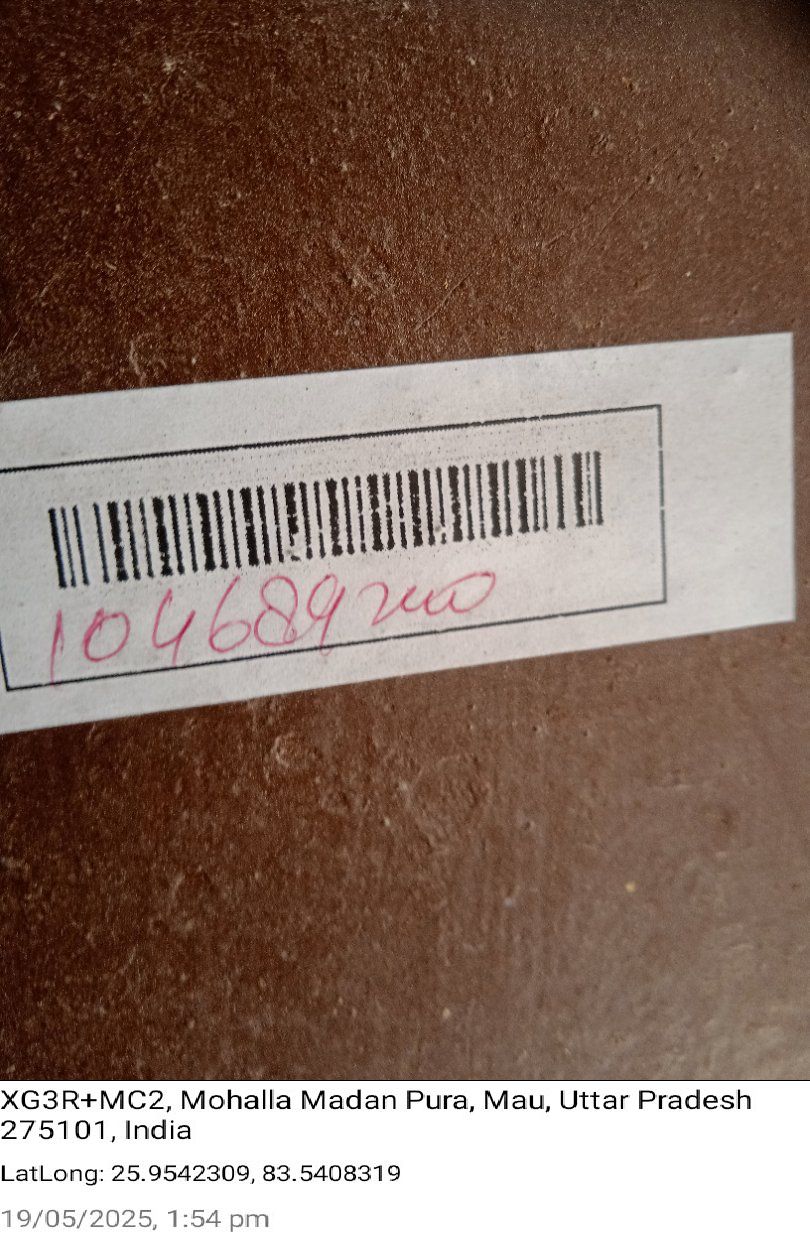 104689200
XG3R+MC2, Mohalla Madan Pura, Mau, Uttar Pradesh
275101, India
LatLong: 25.9542309, 83.5408319
19/05/2025, 1:54 pm